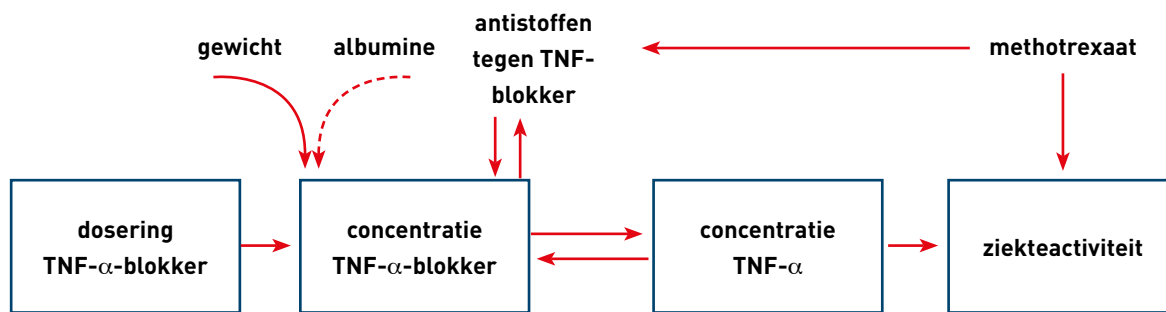 gewicht
albumine
antistoffen
tegen TNF-
blokker
methotrexaat
dosering
TNF-α-blokker
concentratie
TNF-α-blokker
concentratie
TNF-α
ziekteactiviteit